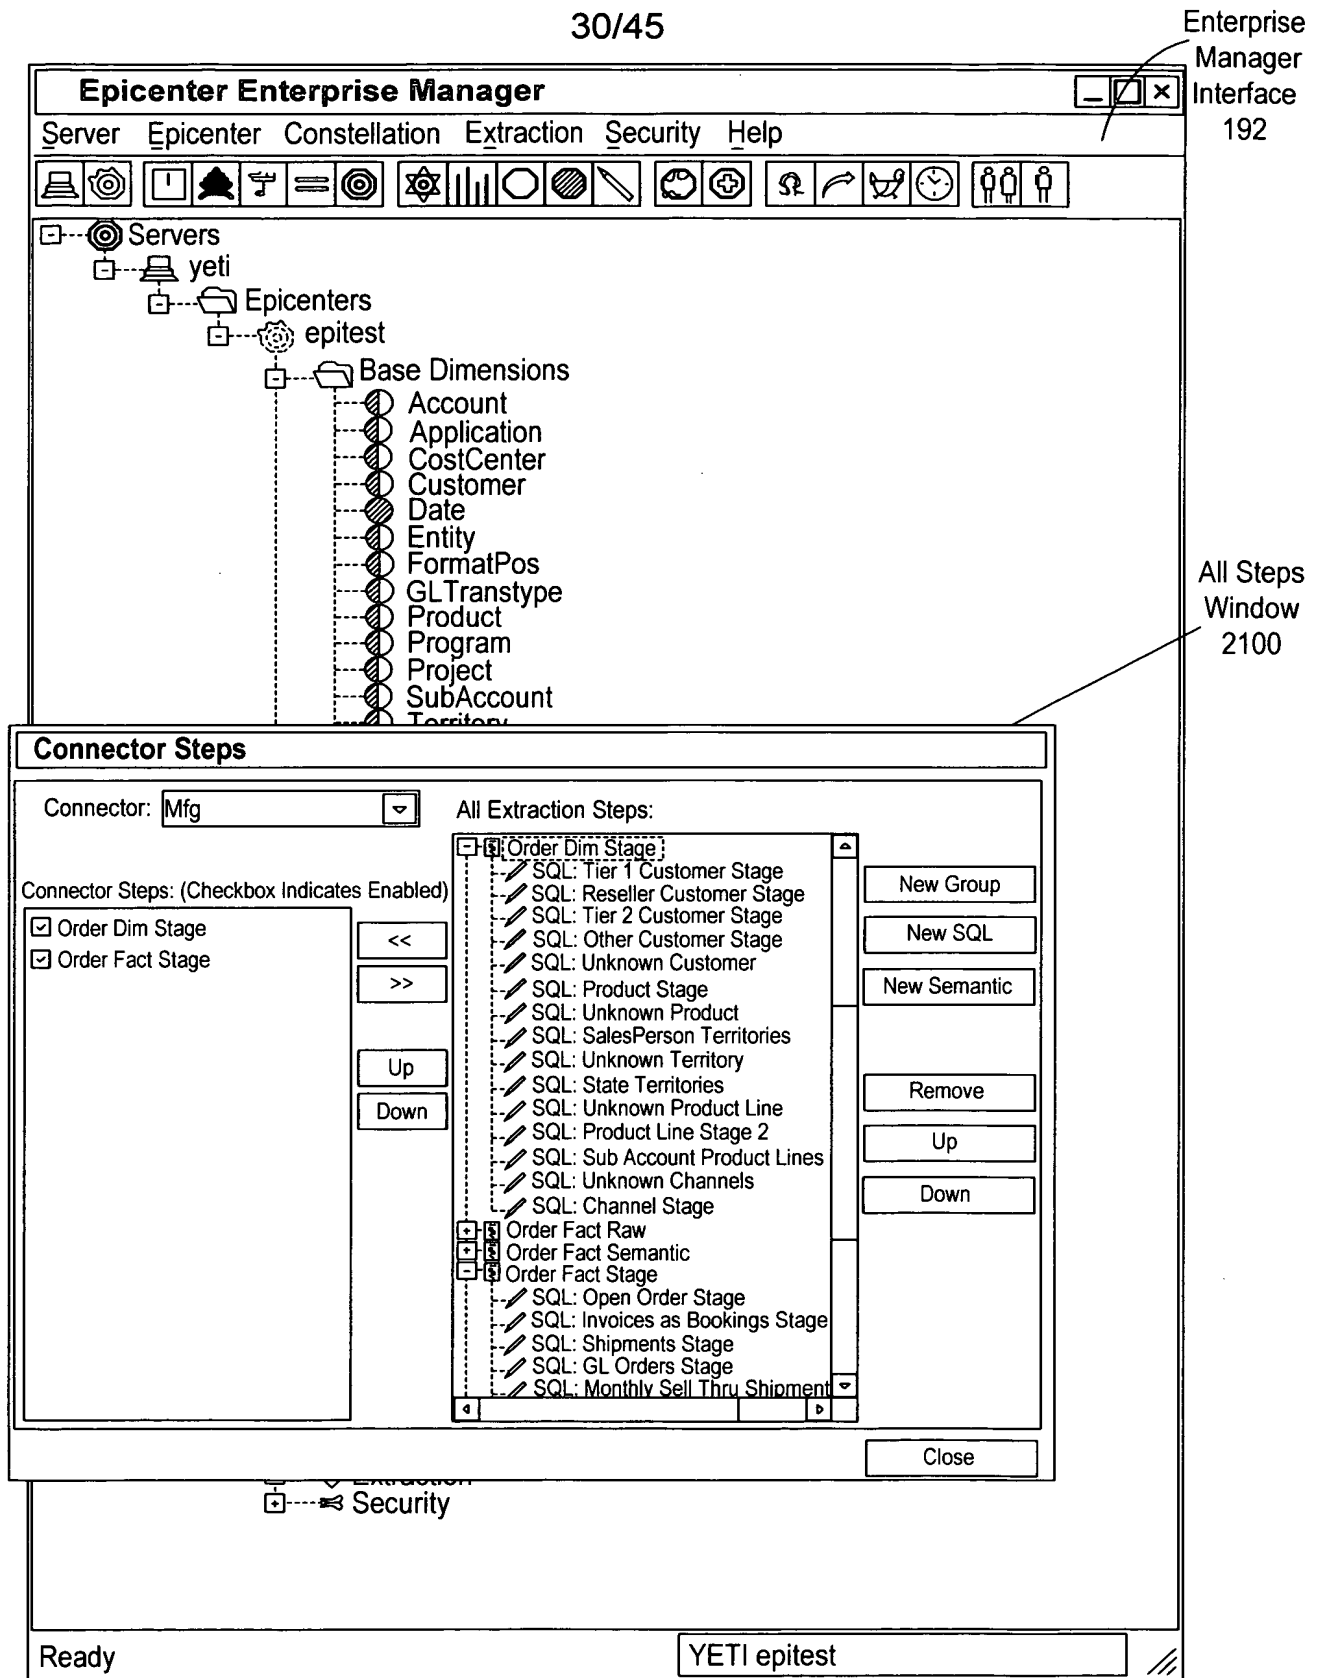 30/45
Enterprise
Manager
Interface
192
Epicenter Enterprise Manager
Server Epicenter Constellation Extraction Security Help
Servers
yeti
Epicenters
epitest
Base Dimensions
Account
Application
CostCenter
Customer
Date
Entity
FormatPos
GLTranstype
Product
Program
Project
SubAccount
Territory
All Steps
Window
2100
Connector Steps
Connector: Mfg
Connector Steps: (Checkbox Indicates Enabled)
Order Dim Stage
Order Fact Stage
<<
>>
Up
Down
All Extraction Steps:
Order Dim Stage
SQL: Tier 1 Customer Stage
SQL: Reseller Customer Stage
SQL: Tier 2 Customer Stage
SQL: Other Customer Stage
SQL: Unknown Customer
SQL: Product Stage
SQL: Unknown Product
SQL: SalesPerson Territories
SQL: Unknown Territory
SQL: State Territories
SQL: Unknown Product Line
SQL: Product Line Stage 2
SQL: Sub Account Product Lines
SQL: Unknown Channels
SQL: Channel Stage
Order Fact Raw
Order Fact Semantic
Order Fact Stage
SQL: Open Order Stage
SQL: Invoices as Bookings Stage
SQL: Shipments Stage
SQL: GL Orders Stage
SQL: Monthly Sell Thru Shipment
New Group
New SQL
New Semantic
Remove
Up
Down
Close
Extraction
Security
Ready
YETI epitest